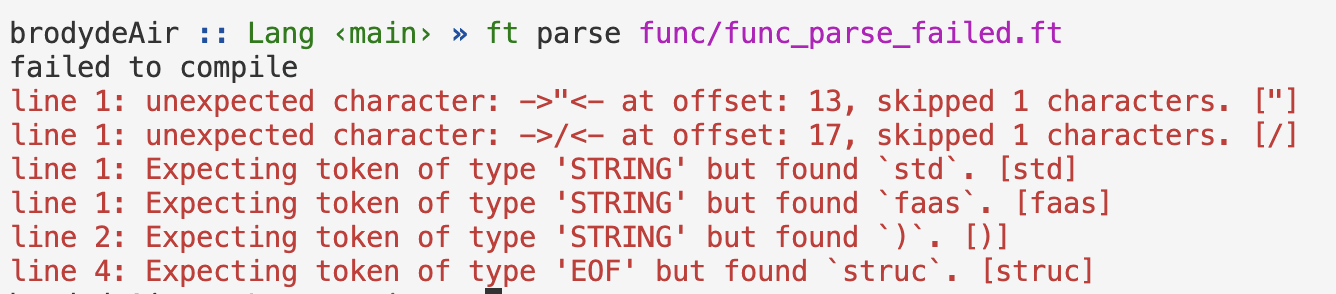 brodydeAir :: Lang ‹main› » ft parse func/func_parse_failed.ft
failed to compile
line 1: unexpected character: ->"<- at offset: 13, skipped 1 characters. ["]
line 1: unexpected character: ->/<- at offset: 17, skipped 1 characters. [/]
line 1: Expecting token of type 'STRING' but found `std`. [std]
line 1: Expecting token of type 'STRING' but found `faas`. [faas]
line 2: Expecting token of type 'STRING' but found `)`. [)]
line 4: Expecting token of type 'EOF' but found `struc`. [struc]